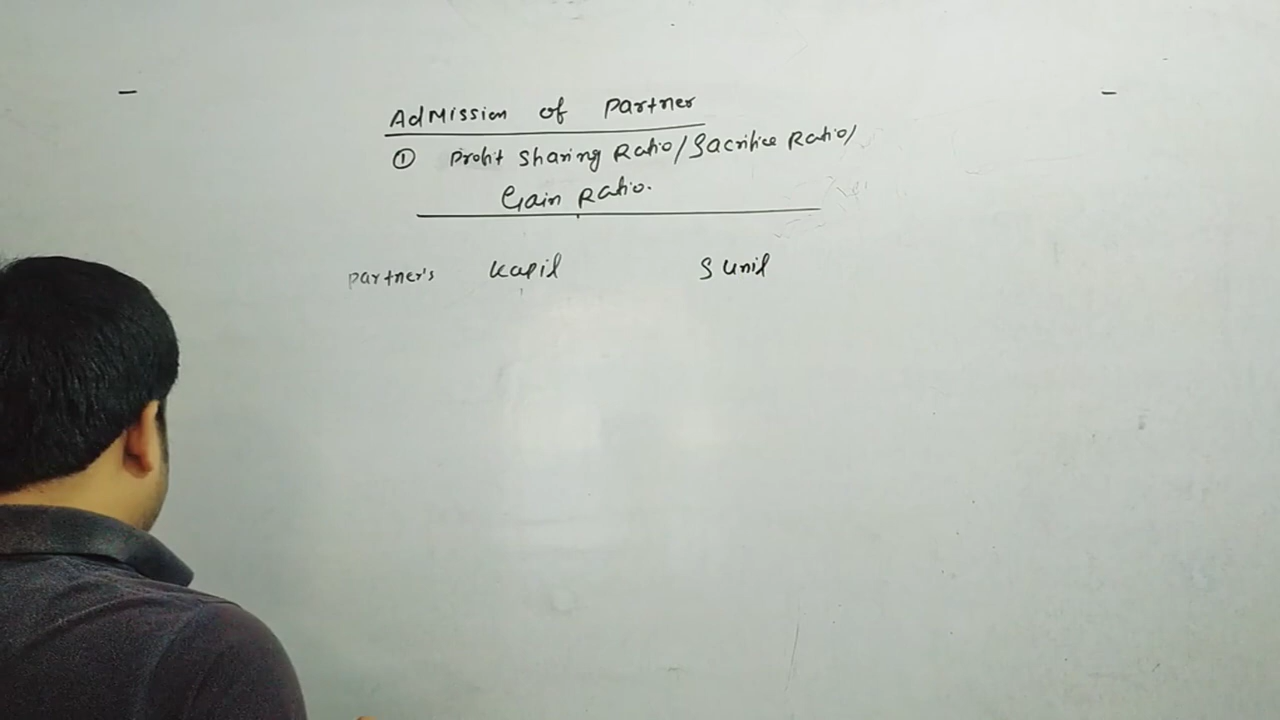 Admission of Partner
① Profit Sharing Ratio/Sacrifice Ratio/
Gain Ratio.
Partner's Kapil Sunil